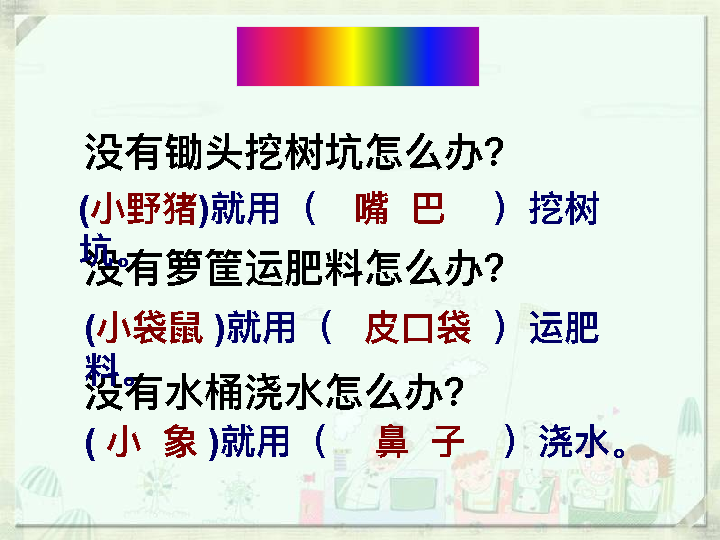 没有锄头挖树坑怎么办?
(小野猪)就用（ 嘴 巴 ）挖树
坑。
没有箩筐运肥料怎么办?
(小袋鼠 )就用（ 皮口袋 ）运肥
料。
没有水桶浇水怎么办?
( 小 象 )就用（ 鼻 子 ）浇水。